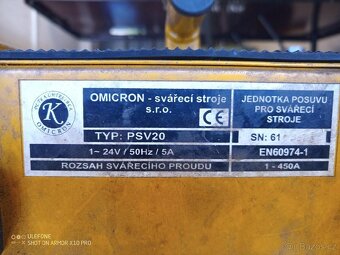 OMICRON - svářecí stroje
s.r.o.
CE
JEDNOTKA POSUVU
PRO SVÁŘECÍ
STROJE
K
OMICRON
TYP: PSV20
SN: 61
1~ 24V / 50Hz / 5A
EN60974-1
ROZSAH SVÁŘECÍHO PROUDU
1 - 450A
ULEFONE
SHOT ON ARMOR X10 PRO